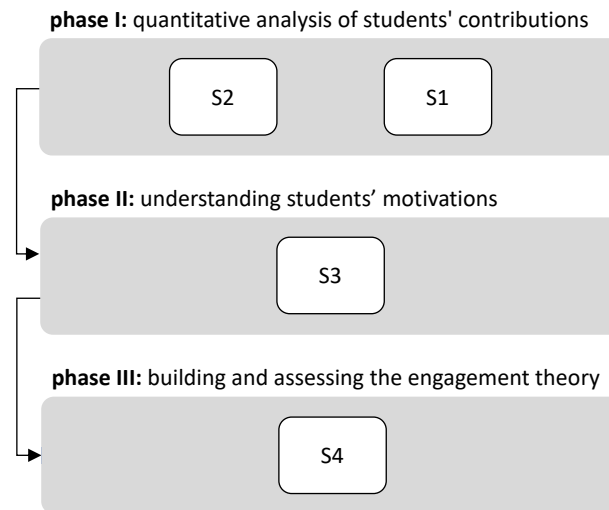 phase I: quantitative analysis of students' contributions
S2
S1
phase II: understanding students’ motivations
S3
phase III: building and assessing the engagement theory
S4